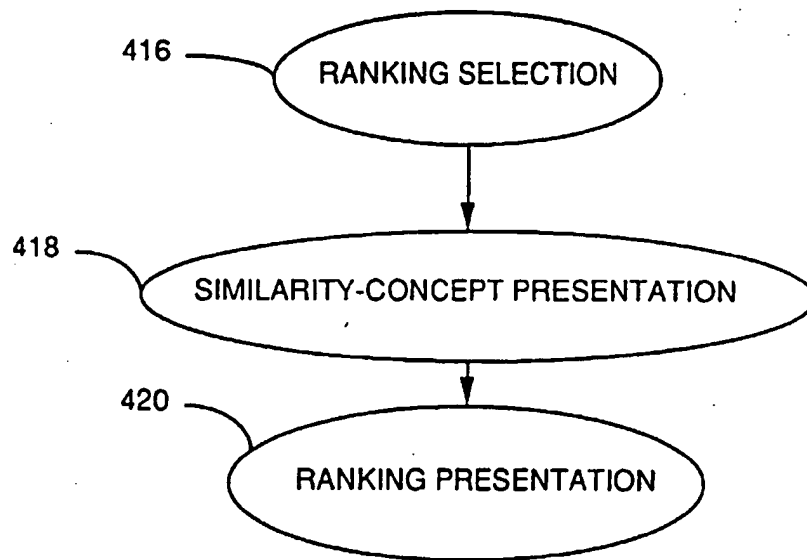 416
RANKING SELECTION
418
SIMILARITY-CONCEPT PRESENTATION
420
RANKING PRESENTATION